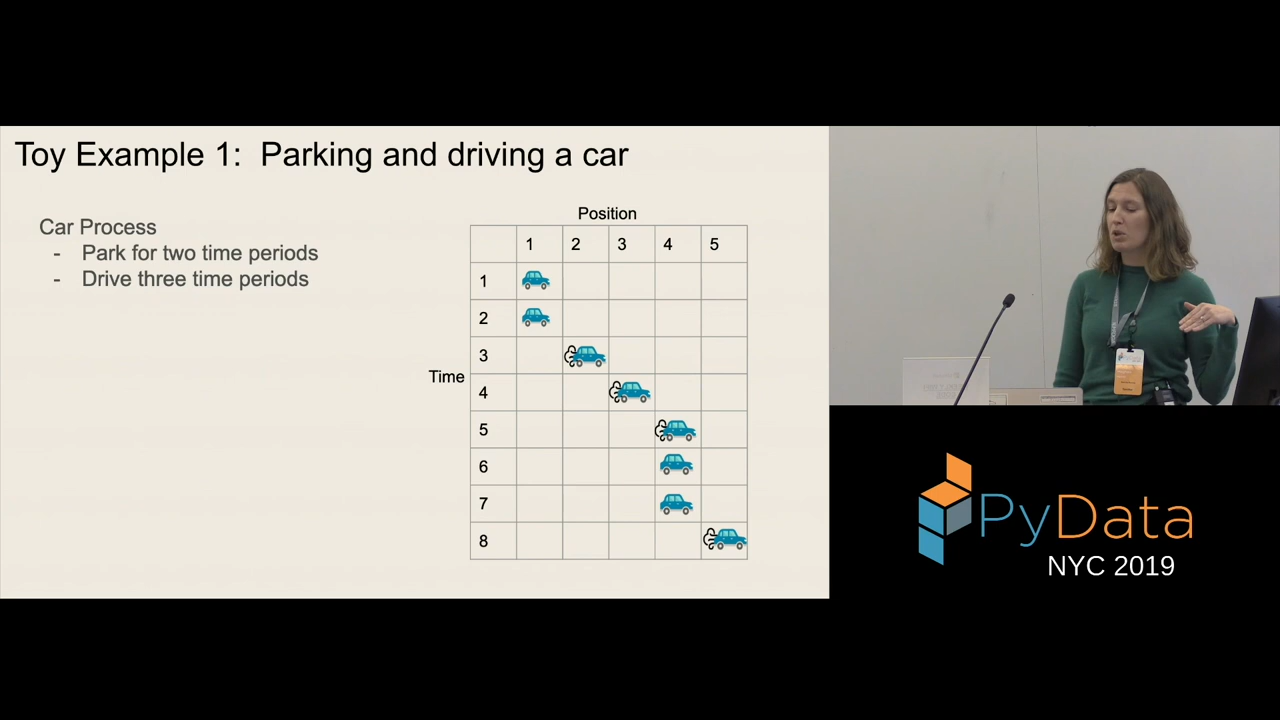 Toy Example 1: Parking and driving a car
Car Process
- Park for two time periods
- Drive three time periods
Position
1 2 3 4 5
1
2
3
Time
4
5
6
7
8
PyData
NYC 2019